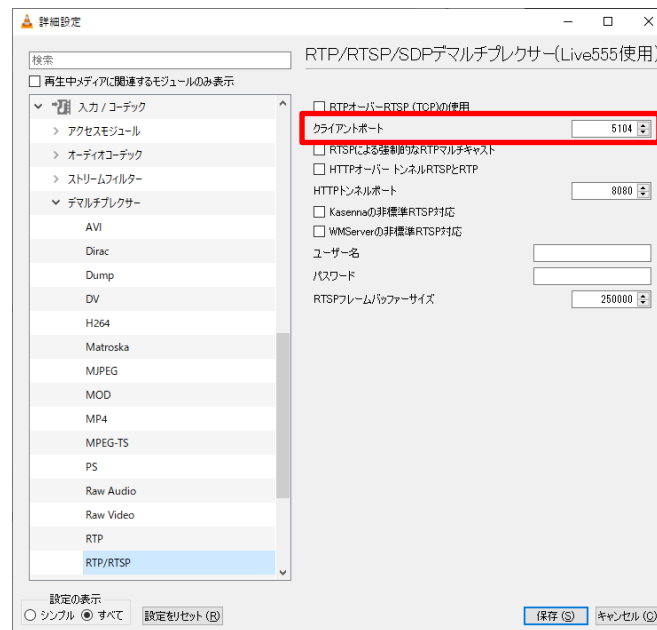 詳細設定
検索
再生中メディアに関連するモジュールのみ表示
入力 / コーデック
アクセスモジュール
オーディオコーデック
ストリームフィルター
デマルチプレクサー
AVI
Dirac
Dump
DV
H264
Matroska
MJPEG
MOD
MP4
MPEG-TS
PS
Raw Audio
Raw Video
RTP
RTP/RTSP
設定の表示
シンプル すべて 設定をリセット (R)
RTP/RTSP/SDPデマルチプレクサー(Live555使用)
RTPオーバーRTSP (TCP)の使用
クライアントポート 5104
RTSPによる強制的なRTPマルチキャスト
HTTPオーバー トンネルRTSPとRTP
HTTPトンネルポート 8080
Kasennaの非標準RTSP対応
WMServerの非標準RTSP対応
ユーザー名
パスワード
RTSPフレームバッファーサイズ 250000
保存 (S) キャンセル (C)